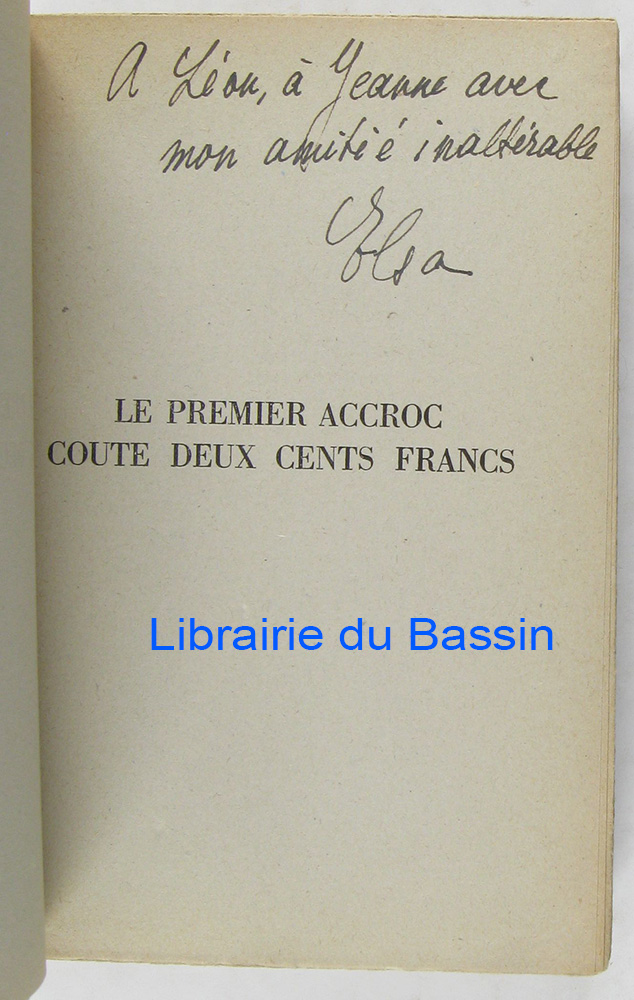 A Léon, à Jeanne avec
mon amitié inaltérable
Elsa
LE PREMIER ACCROC
COUTE DEUX CENTS FRANCS
Librairie du Bassin